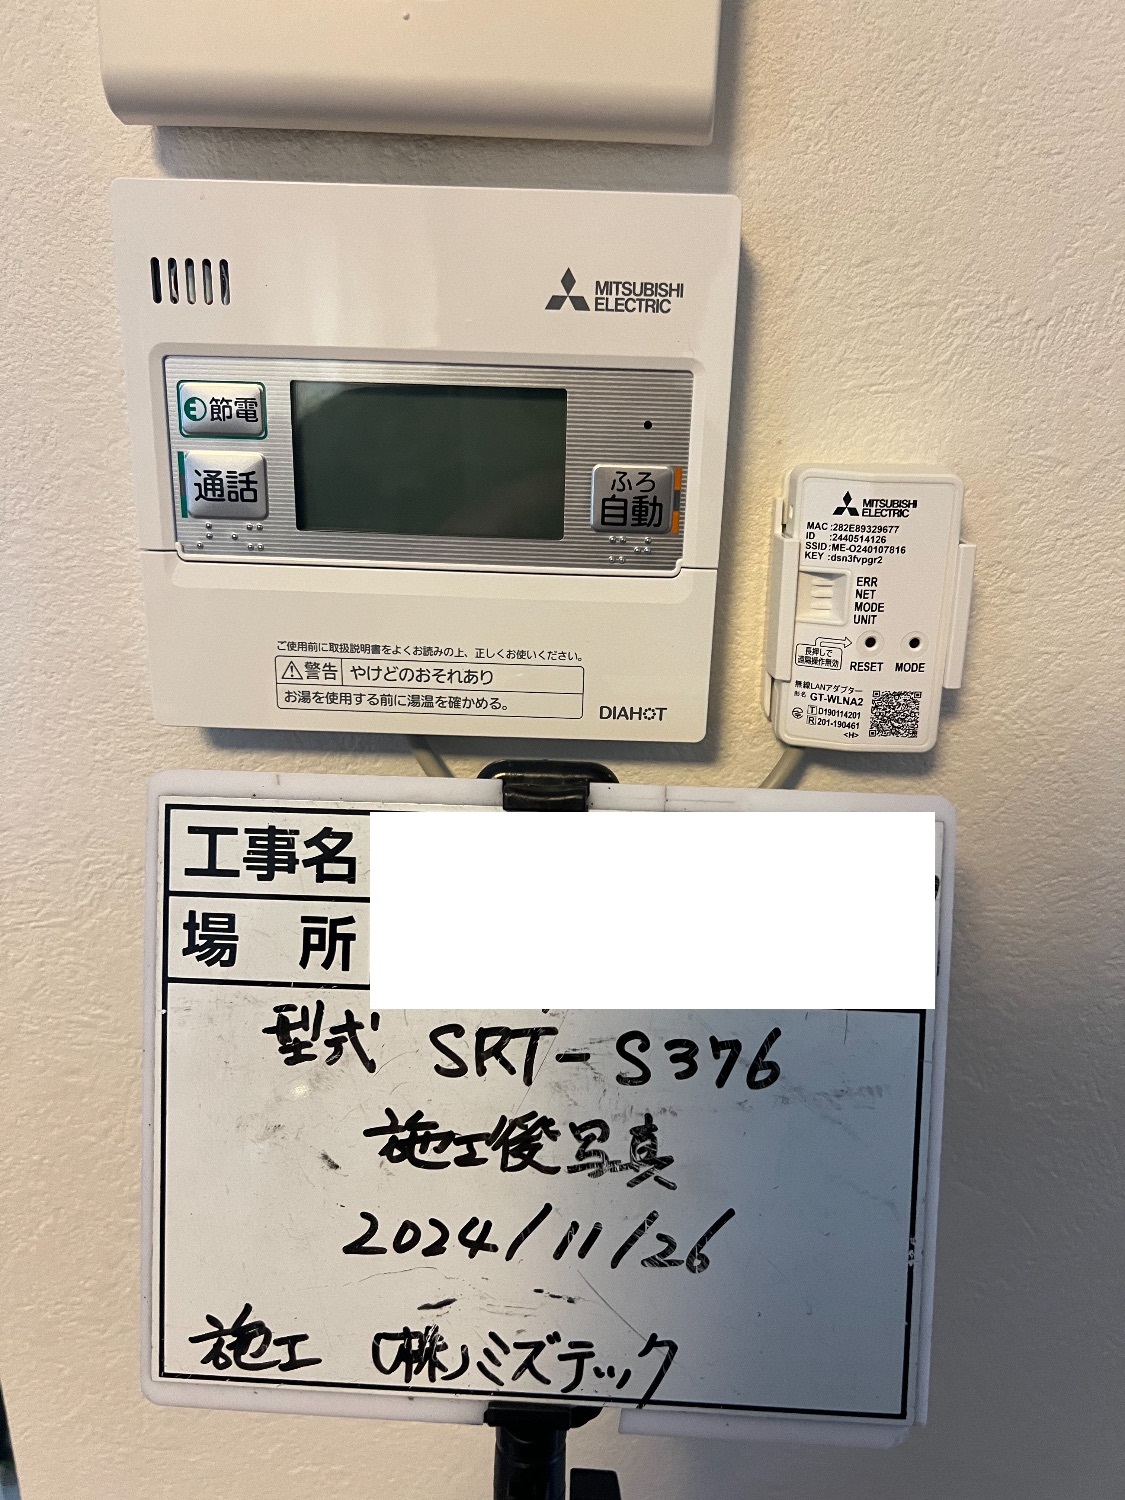 MITSUBISHI
ELECTRIC
節電
通話
ふろ
自動
ご使用前に取扱説明書をよくお読みの上、正しくお使いください。
警告 やけどのおそれあり
お湯を使用する前に湯温を確かめる。
DIAHOT
MITSUBISHI
ELECTRIC
MAC :282E89329677
ID :2440514126
SSID:ME-O240107816
KEY :dsn3fvpgr2
ERR
NET
MODE
UNIT
長押しで
遠隔操作無効
RESET MODE
無線LANアダプター
形名 GT-WLNA2
T D190114201
R 201-190461
<H>
工事名
場所
型式 SRT-S376
施工後写真
2024/11/26
施工 (株)ミズテック